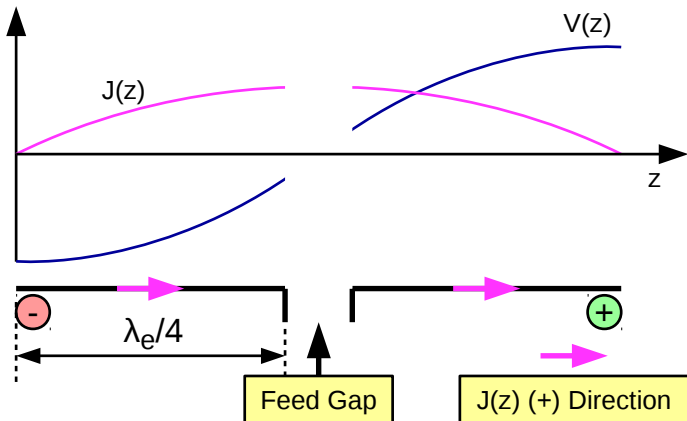 V(z)
J(z)
z
-
+
λe/4
Feed Gap
J(z) (+) Direction